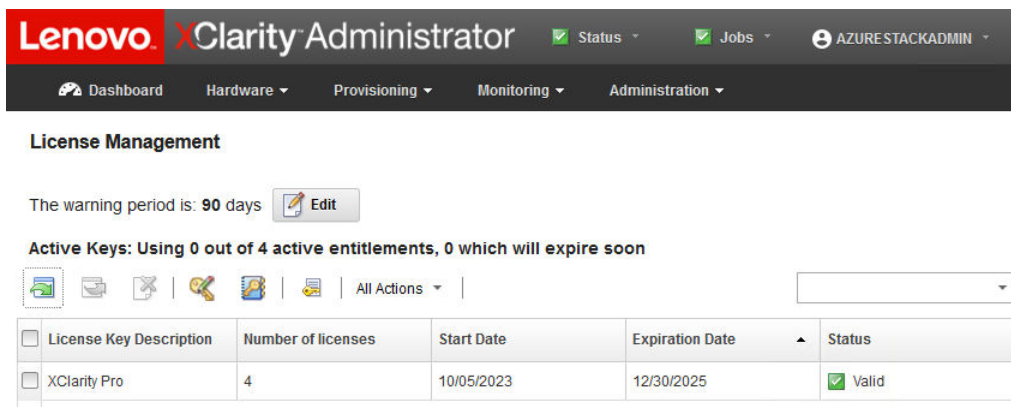 Lenovo. XClarity Administrator Status Jobs AZURESTACKADMIN
Dashboard Hardware Provisioning Monitoring Administration
License Management
The warning period is: 90 days Edit
Active Keys: Using 0 out of 4 active entitlements, 0 which will expire soon
All Actions
License Key Description Number of licenses Start Date Expiration Date Status
XClarity Pro 4 10/05/2023 12/30/2025 Valid